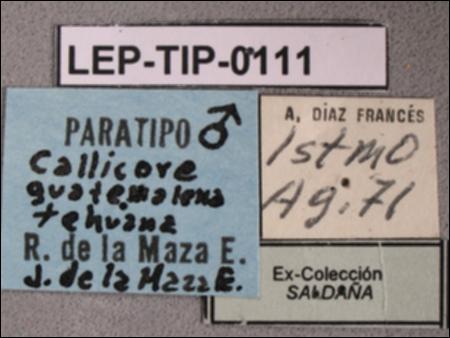 LEP-TIP-0111
PARATIPO ♂
Callicore
guatemalena
tehuana
R. de la Maza E.
J. de la Maza E.
A. DÍAZ FRANCÉS
Istmo
Ag. 71
Ex-Colección
SALDAÑA